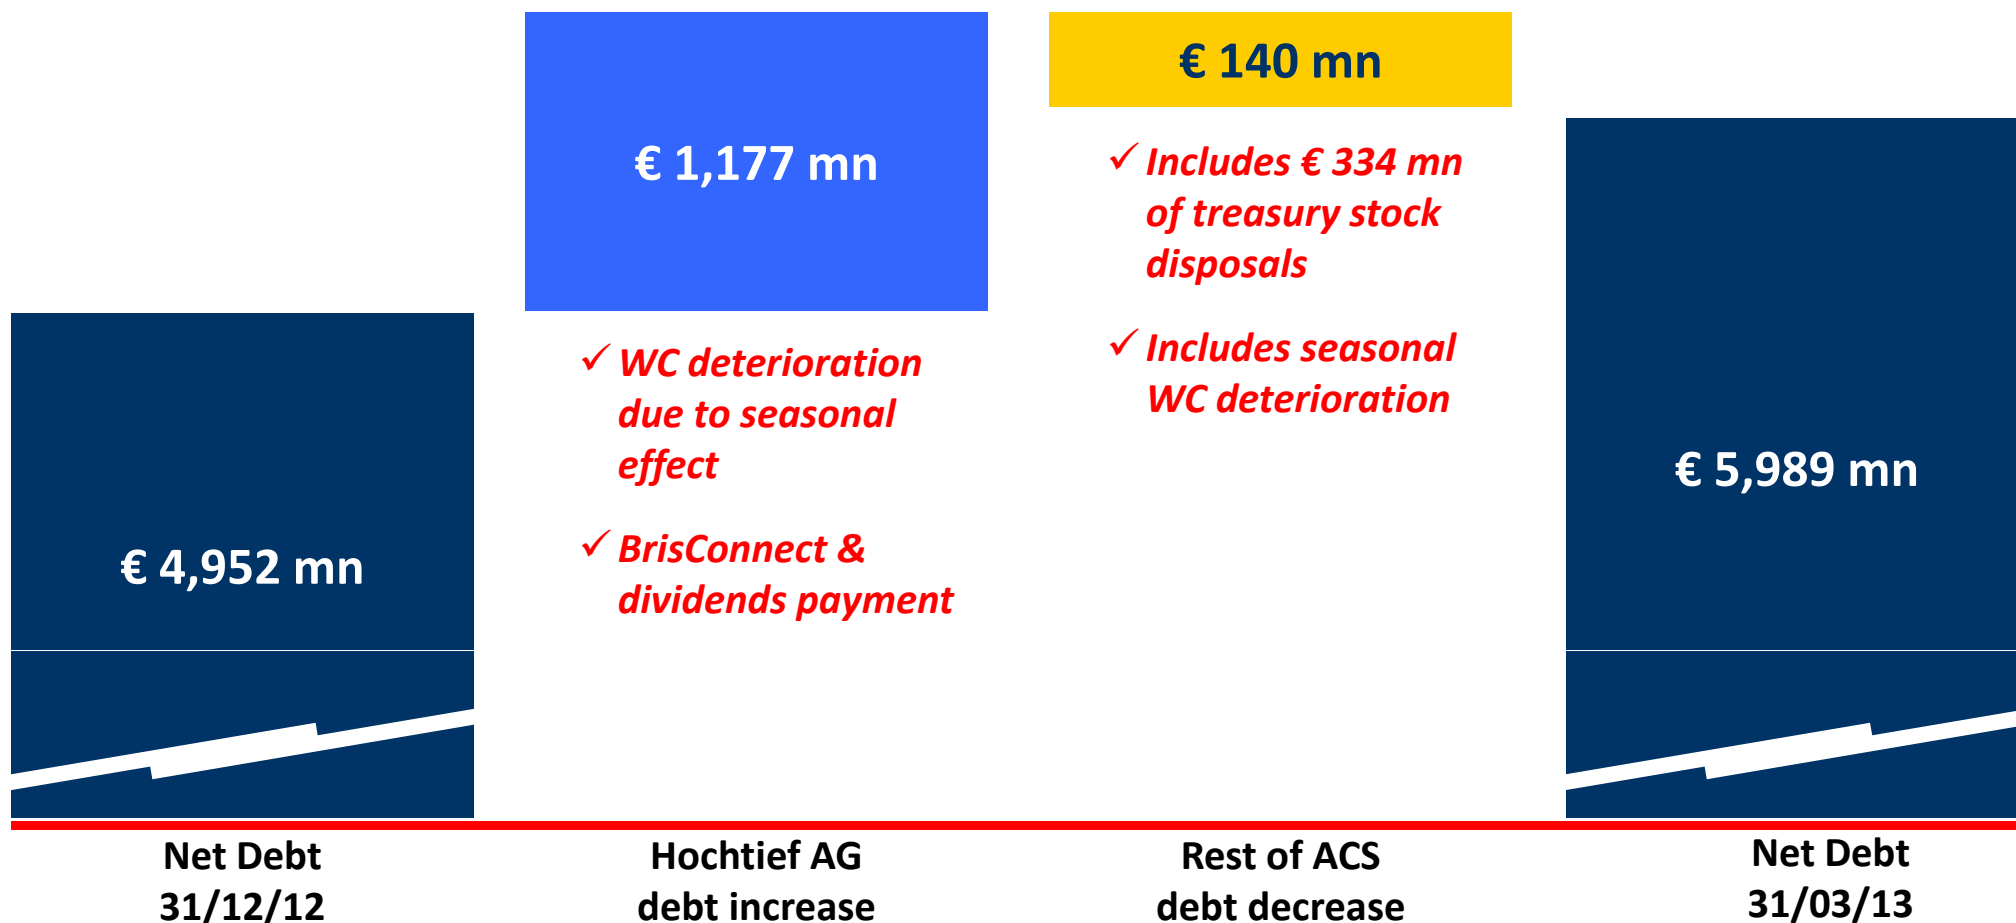 € 4,952 mn
€ 1,177 mn
✓ WC deterioration
due to seasonal
effect
✓ BrisConnect &
dividends payment
€ 140 mn
✓ Includes € 334 mn
of treasury stock
disposals
✓ Includes seasonal
WC deterioration
€ 5,989 mn
Net Debt
31/12/12
Hochtief AG
debt increase
Rest of ACS
debt decrease
Net Debt
31/03/13